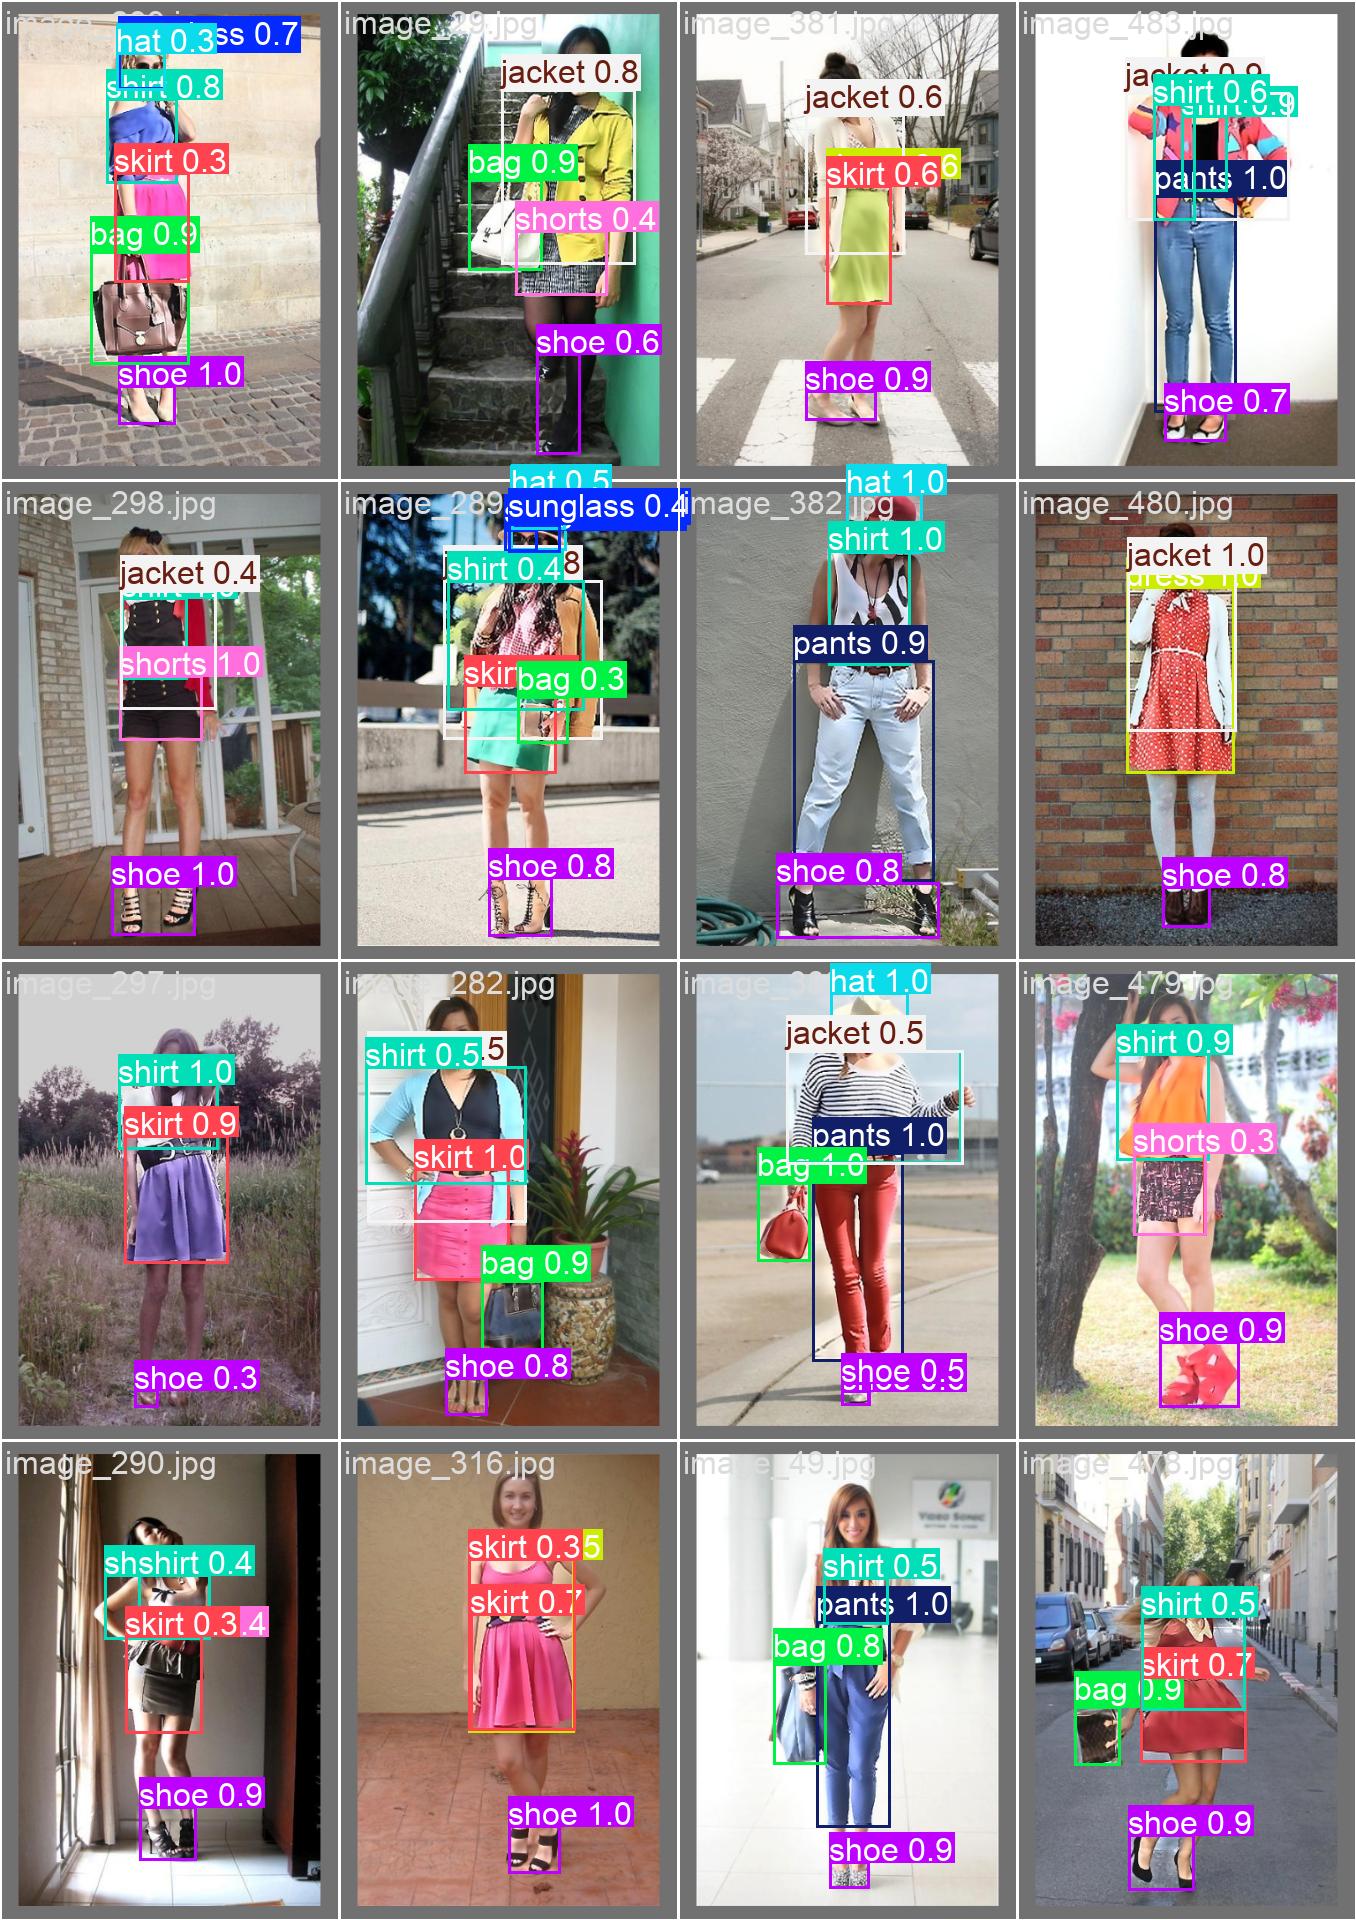 hat 0.3
ss 0.7
shirt 0.8
skirt 0.3
bag 0.9
shoe 1.0
image_29.jpg
jacket 0.8
bag 0.9
shorts 0.4
shoe 0.6
image_381.jpg
jacket 0.6
skirt 0.6
6
shoe 0.9
image_483.jpg
jacket 0.9
shirt 0.6
shirt 0.9
pants 1.0
shoe 0.7
image_298.jpg
jacket 0.4
shirt 1.0
shorts 1.0
shoe 1.0
image_289
hat 0.5
sunglass 0.4
shirt 0.4
8
skir
bag 0.3
shoe 0.8
image_382.jpg
hat 1.0
shirt 1.0
pants 0.9
shoe 0.8
image_480.jpg
jacket 1.0
dress 1.0
shoe 0.8
image_297.jpg
shirt 1.0
skirt 0.9
shoe 0.3
image_282.jpg
shirt 0.5
.5
skirt 1.0
bag 0.9
shoe 0.8
hat 1.0
jacket 0.5
pants 1.0
bag 1.0
shoe 0.5
image_479.jpg
shirt 0.9
shorts 0.3
shoe 0.9
image_290.jpg
shshirt 0.4
skirt 0.3
.4
shoe 0.9
image_316.jpg
skirt 0.3
5
skirt 0.7
shoe 1.0
image_49.jpg
VIDEO SONIC
shirt 0.5
pants 1.0
bag 0.8
shoe 0.9
image_478.jpg
shirt 0.5
skirt 0.7
bag 0.9
shoe 0.9